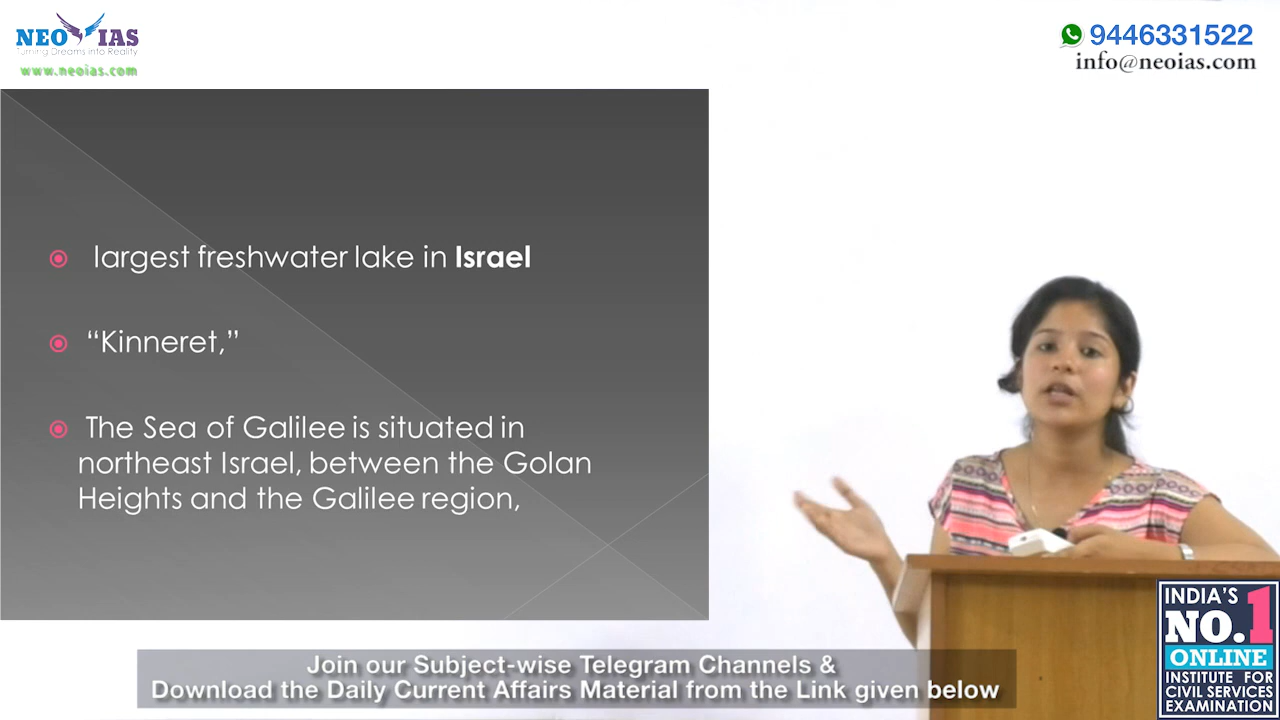 NEO IAS
Turning Dreams into Reality
www.neoias.com
9446331522
info@neoias.com
largest freshwater lake in Israel
“Kinneret,”
The Sea of Galilee is situated in
northeast Israel, between the Golan
Heights and the Galilee region,
INDIA'S
NO.1
ONLINE
INSTITUTE FOR
CIVIL SERVICES
EXAMINATION
Join our Subject-wise Telegram Channels &
Download the Daily Current Affairs Material from the Link given below